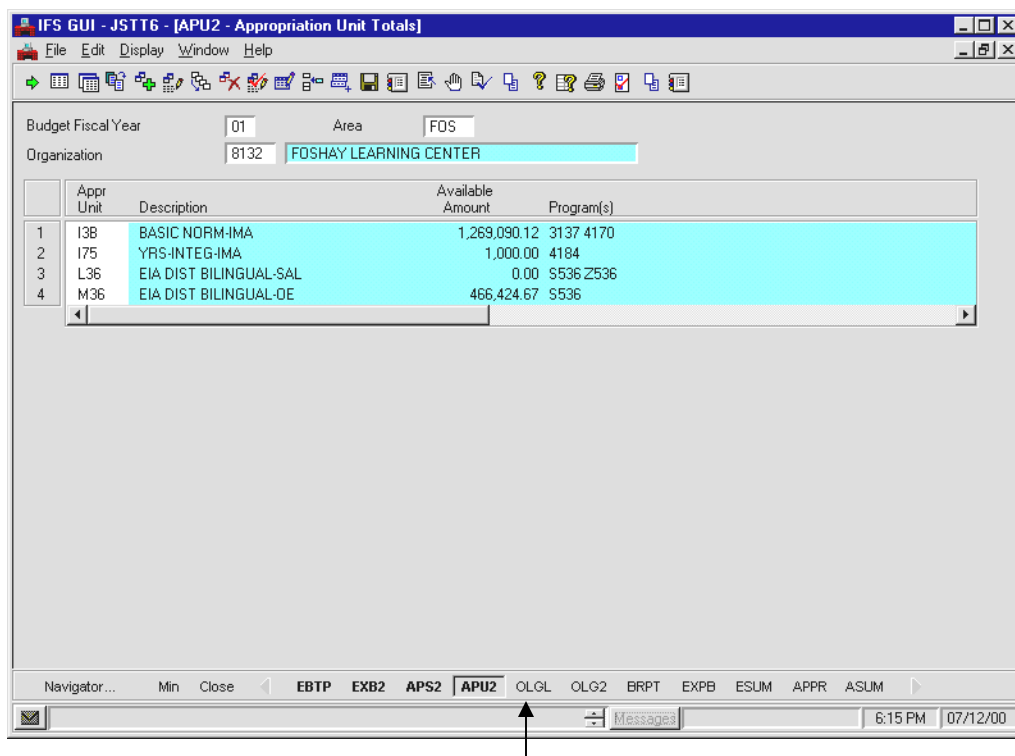 IFS GUI - JSTT6 - [APU2 - Appropriation Unit Totals]
File Edit Display Window Help
Budget Fiscal Year 01 Area FOS
Organization 8132 FOSHAY LEARNING CENTER
Appr Unit Description Available Amount Program(s)
1 I3B BASIC NORM-IMA 1,269,090.12 3137 4170
2 I75 YRS-INTEG-IMA 1,000.00 4184
3 L36 EIA DIST BILINGUAL-SAL 0.00 S536 Z536
4 M36 EIA DIST BILINGUAL-OE 466,424.67 S536
Navigator... Min Close EBTP EXB2 APS2 APU2 OLGL OLG2 BRPT EXPB ESUM APPR ASUM
Messages 6:15 PM 07/12/00